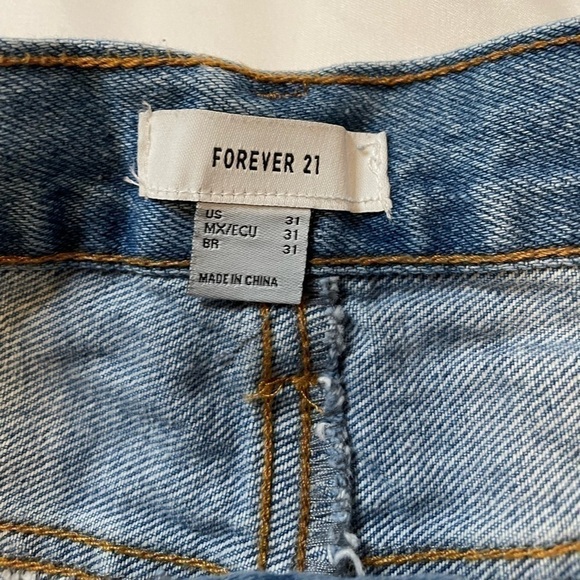 FOREVER 21
US 31
MX/ECU 31
BR 31
MADE IN CHINA